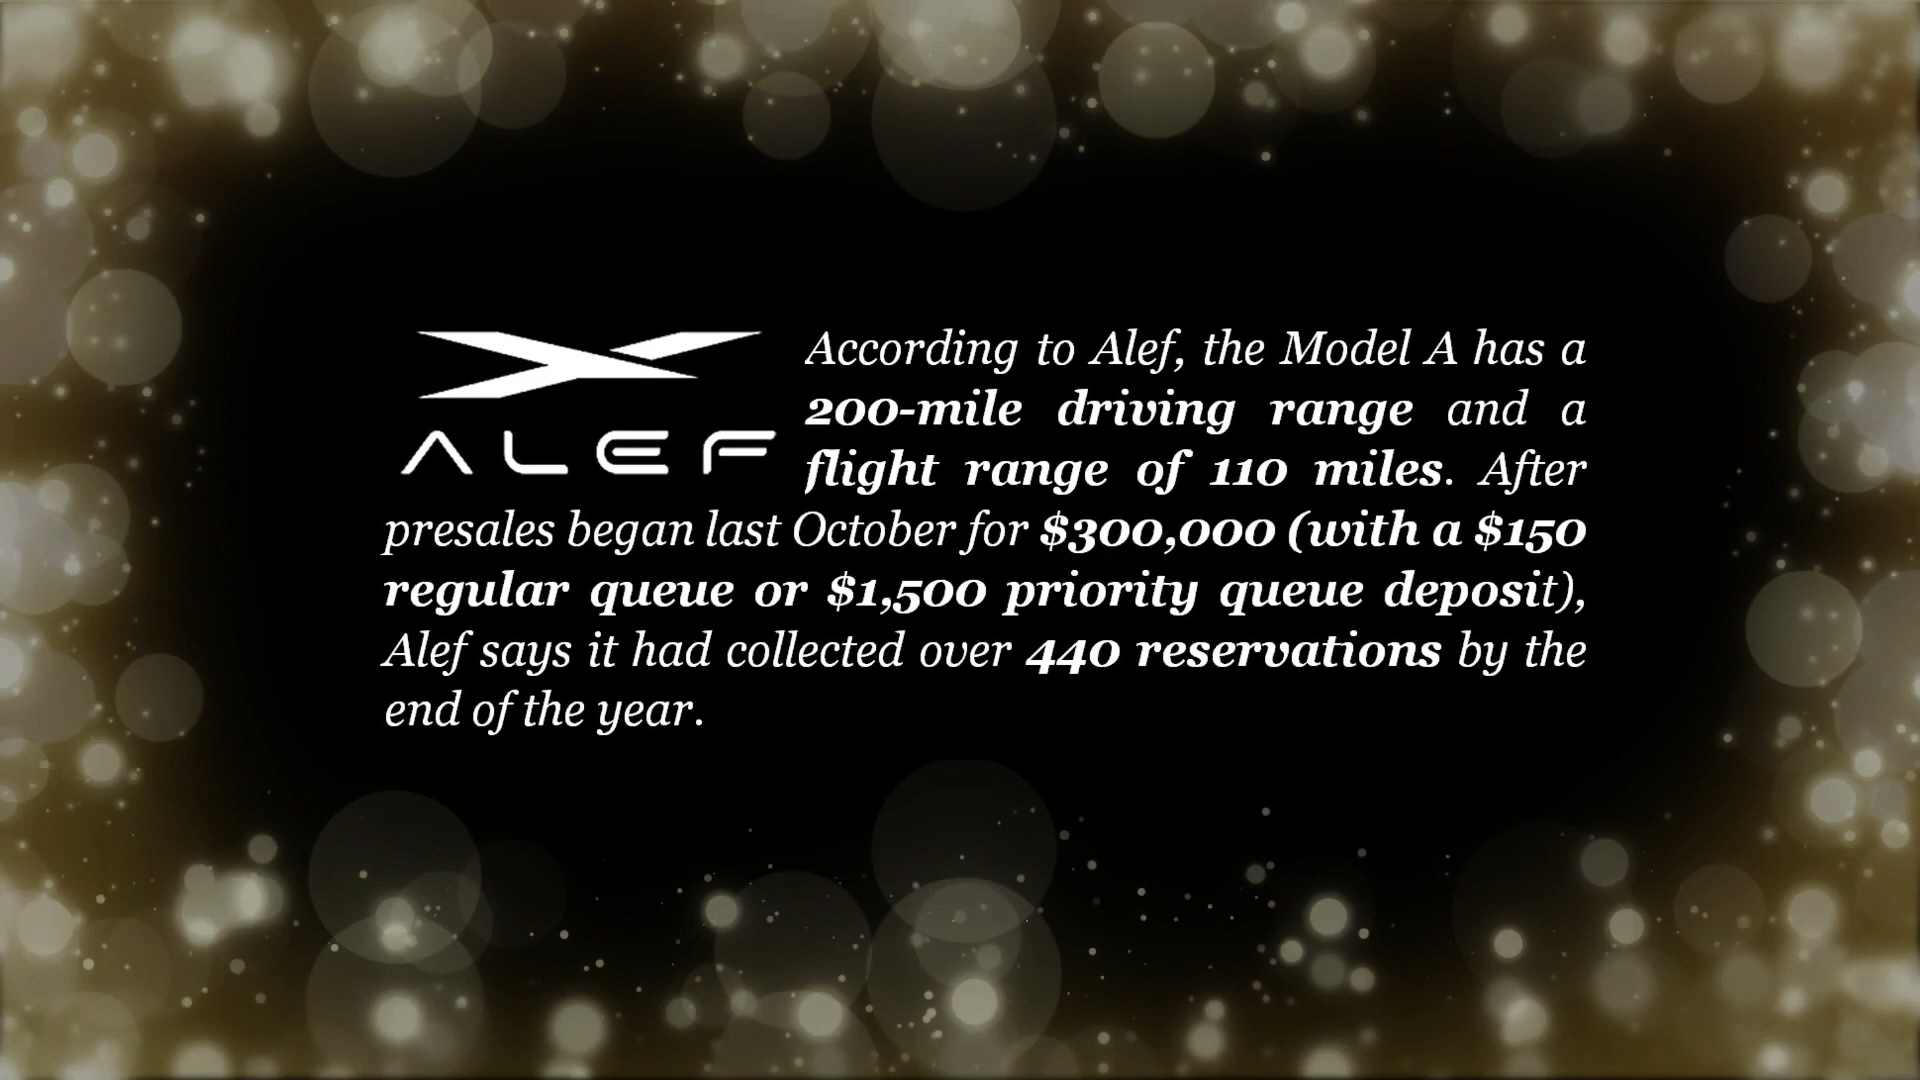 ALEF
According to Alef, the Model A has a
200-mile driving range and a
flight range of 110 miles. After
presales began last October for $300,000 (with a $150
regular queue or $1,500 priority queue deposit),
Alef says it had collected over 440 reservations by the
end of the year.